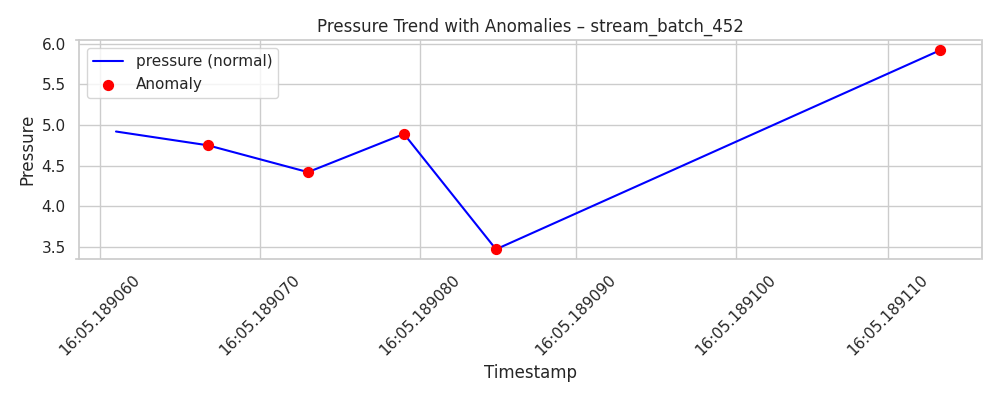 Pressure Trend with Anomalies – stream_batch_452
pressure (normal)
Anomaly
Pressure
6.0
5.5
5.0
4.5
4.0
3.5
16:05.189060
16:05.189070
16:05.189080
16:05.189090
16:05.189100
16:05.189110
Timestamp